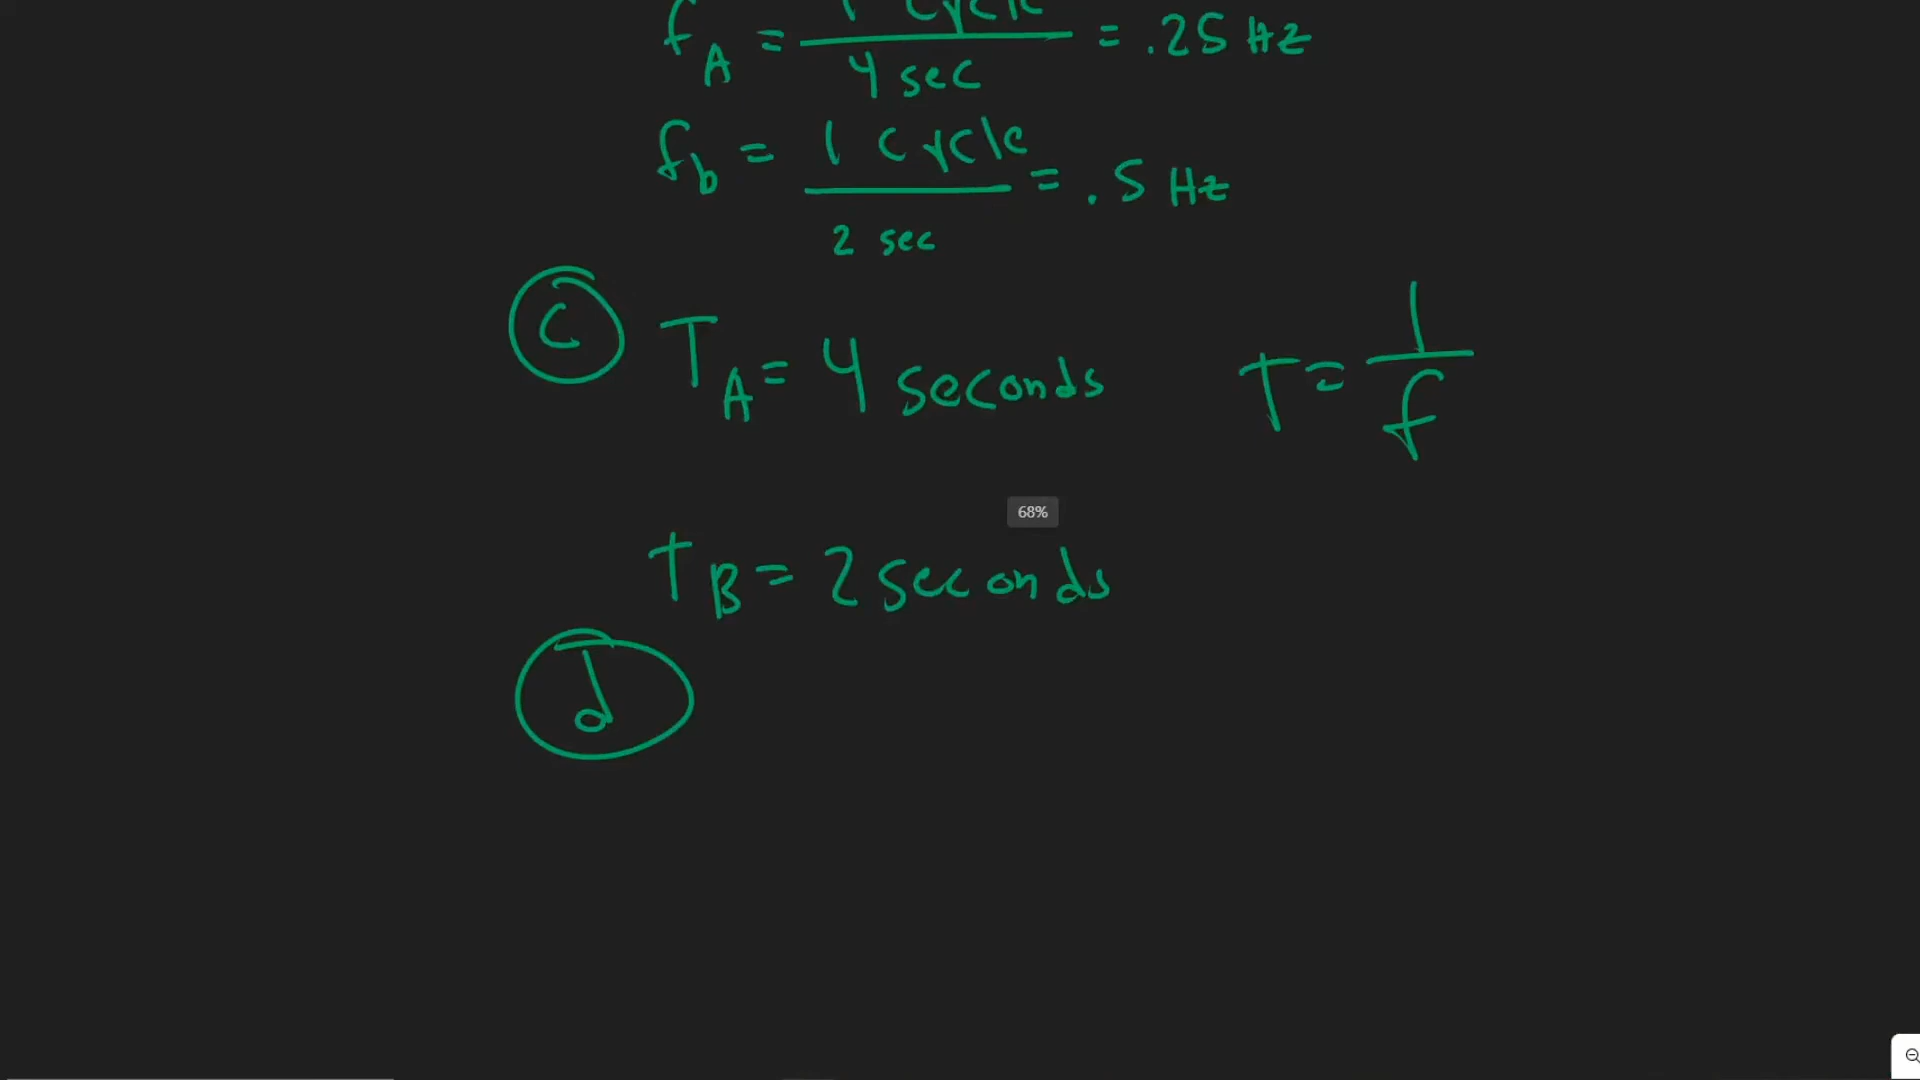 f_A = 1 cycle / 4 sec = .25 Hz
f_b = 1 cycle / 2 sec = .5 Hz
c T_A = 4 seconds T = 1/f
68%
T_B = 2 seconds
d